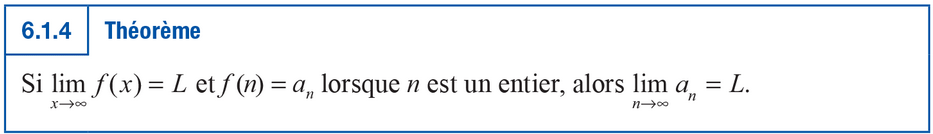 6.1.4 Théorème
Si lim f(x) = L et f(n) = aₙ lorsque n est un entier, alors lim aₙ = L.
x→∞ n→∞